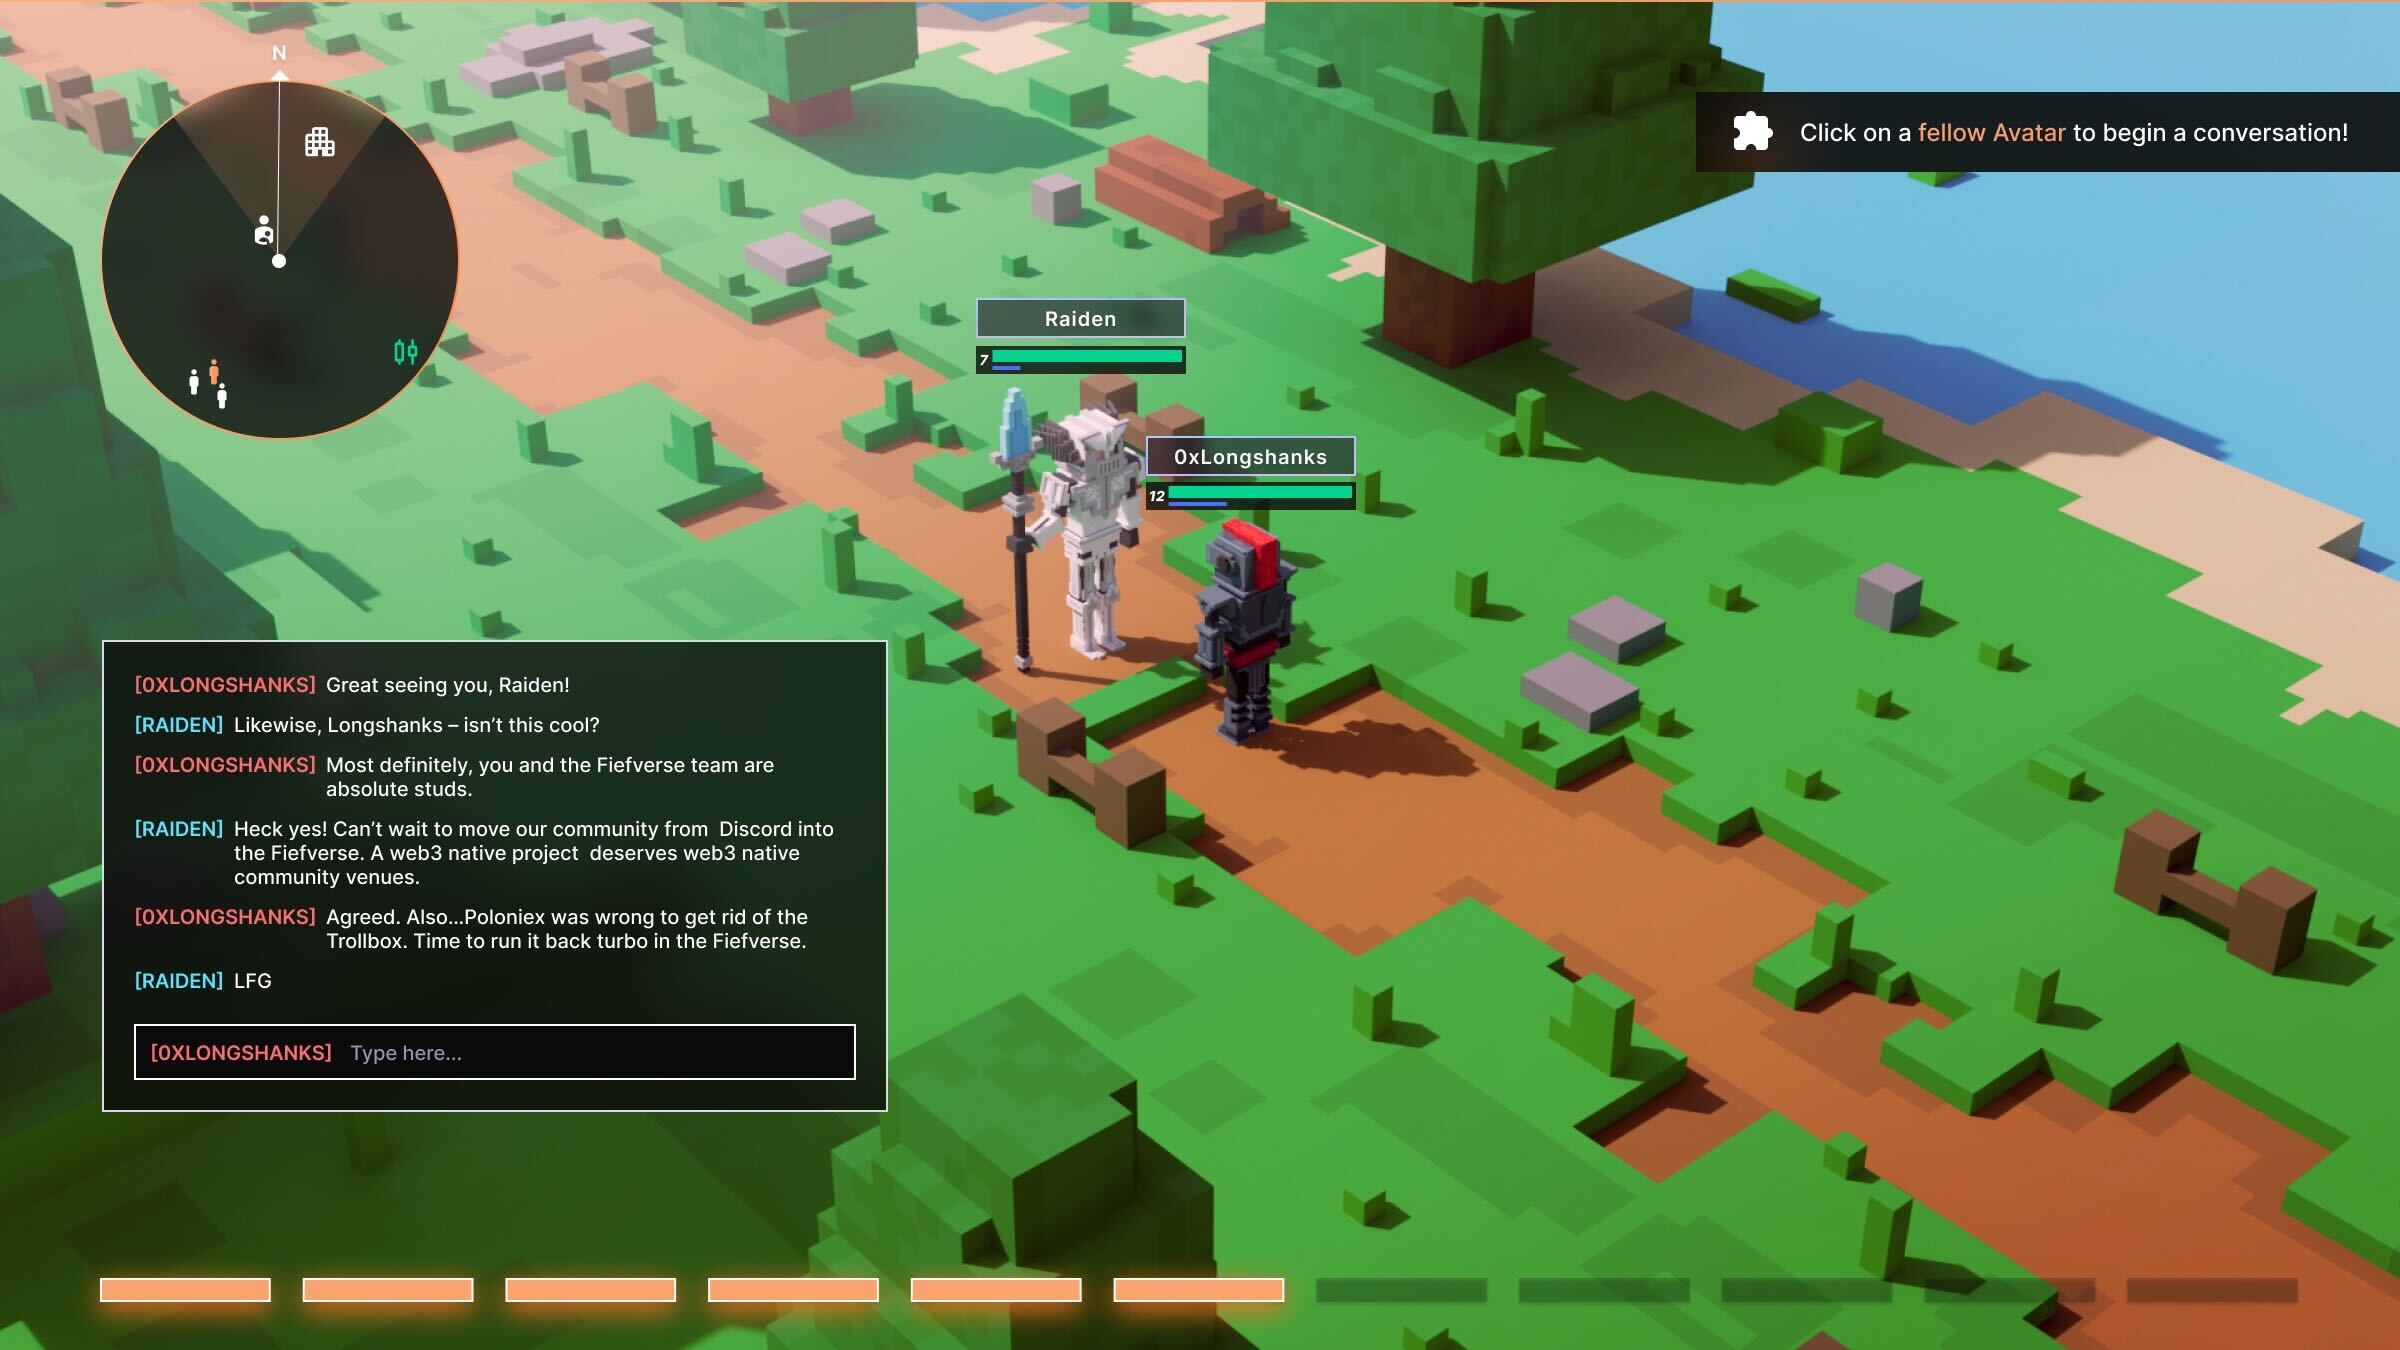 N
Click on a fellow Avatar to begin a conversation!
Raiden
7
0xLongshanks
12
[0XLONGSHANKS] Great seeing you, Raiden!
[RAIDEN] Likewise, Longshanks – isn’t this cool?
[0XLONGSHANKS] Most definitely, you and the Fiefverse team are
absolute studs.
[RAIDEN] Heck yes! Can’t wait to move our community from  Discord into
the Fiefverse. A web3 native project  deserves web3 native
community venues.
[0XLONGSHANKS] Agreed. Also...Poloniex was wrong to get rid of the
Trollbox. Time to run it back turbo in the Fiefverse.
[RAIDEN] LFG
[0XLONGSHANKS] Type here...